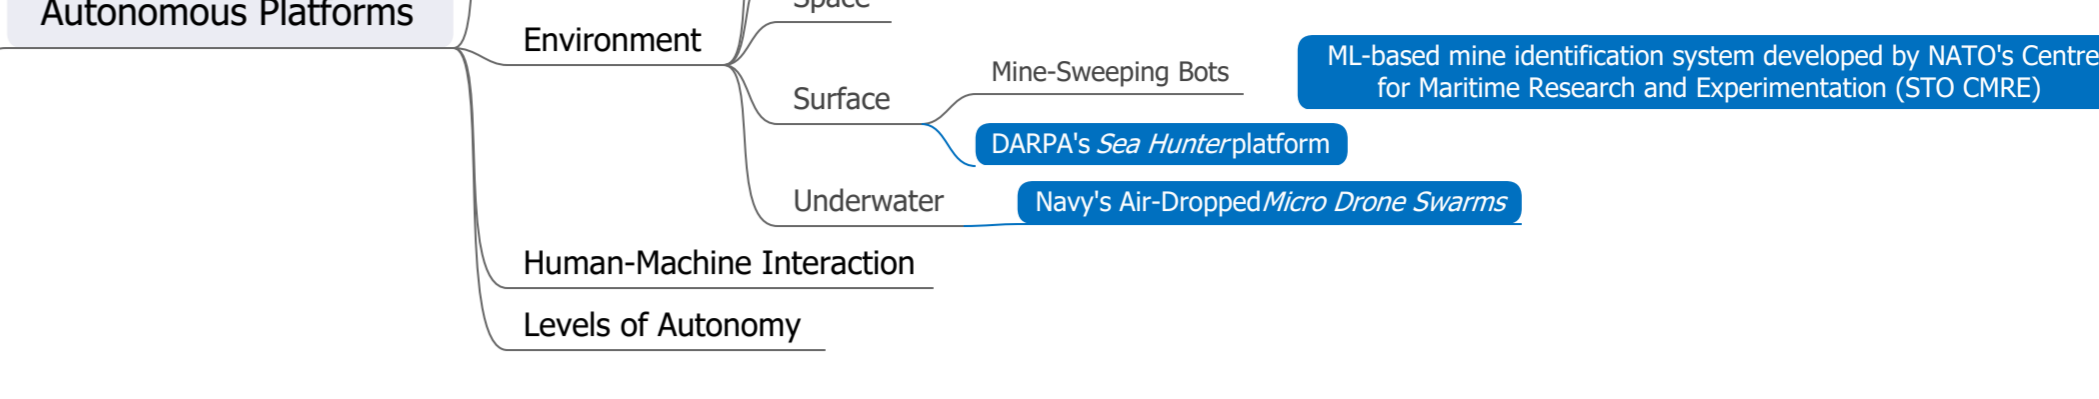 Autonomous Platforms
Environment
Space
Surface
Mine-Sweeping Bots
ML-based mine identification system developed by NATO's Centre
for Maritime Research and Experimentation (STO CMRE)
DARPA's Sea Hunter platform
Underwater
Navy's Air-Dropped Micro Drone Swarms
Human-Machine Interaction
Levels of Autonomy